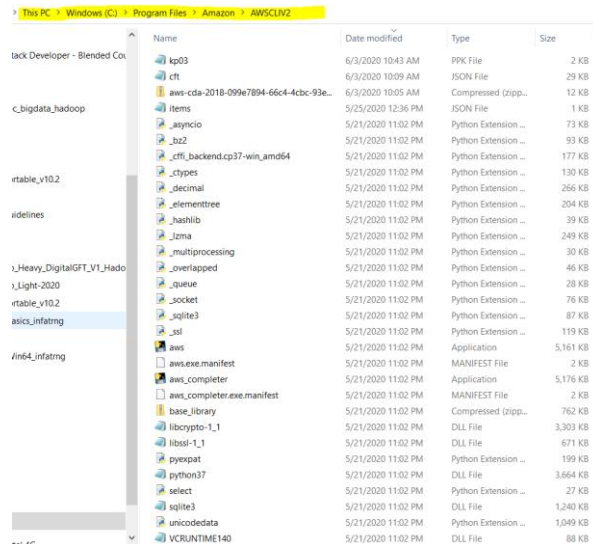 > This PC > Windows (C:) > Program Files > Amazon > AWSCLIV2
Name Date modified Type Size
tack Developer - Blended Cou
c_bigdata_hadoop
rtable_v10.2
idelines
_Heavy_DigitalGFT_V1_Hado
_Light-2020
rtable_v10.2
asics_infatrng
Win64_infatrng
kp03 6/3/2020 10:43 AM PPK File 2 KB
cft 6/3/2020 10:09 AM JSON File 29 KB
aws-cda-2018-099e7894-66c4-4cbc-93e... 6/3/2020 10:05 AM Compressed (zipp... 12 KB
items 5/25/2020 12:36 PM JSON File 1 KB
_asyncio 5/21/2020 11:02 PM Python Extension ... 73 KB
_bz2 5/21/2020 11:02 PM Python Extension ... 93 KB
_cffi_backend.cp37-win_amd64 5/21/2020 11:02 PM Python Extension ... 177 KB
_ctypes 5/21/2020 11:02 PM Python Extension ... 130 KB
_decimal 5/21/2020 11:02 PM Python Extension ... 266 KB
_elementtree 5/21/2020 11:02 PM Python Extension ... 204 KB
_hashlib 5/21/2020 11:02 PM Python Extension ... 39 KB
_lzma 5/21/2020 11:02 PM Python Extension ... 249 KB
_multiprocessing 5/21/2020 11:02 PM Python Extension ... 30 KB
_overlapped 5/21/2020 11:02 PM Python Extension ... 46 KB
_queue 5/21/2020 11:02 PM Python Extension ... 28 KB
_socket 5/21/2020 11:02 PM Python Extension ... 76 KB
_sqlite3 5/21/2020 11:02 PM Python Extension ... 87 KB
_ssl 5/21/2020 11:02 PM Python Extension ... 119 KB
aws 5/21/2020 11:02 PM Application 5,161 KB
aws.exe.manifest 5/21/2020 11:02 PM MANIFEST File 2 KB
aws_completer 5/21/2020 11:02 PM Application 5,176 KB
aws_completer.exe.manifest 5/21/2020 11:02 PM MANIFEST File 2 KB
base_library 5/21/2020 11:02 PM Compressed (zipp... 762 KB
libcrypto-1_1 5/21/2020 11:02 PM DLL File 3,303 KB
libssl-1_1 5/21/2020 11:02 PM DLL File 671 KB
pyexpat 5/21/2020 11:02 PM Python Extension ... 199 KB
python37 5/21/2020 11:02 PM DLL File 3,664 KB
select 5/21/2020 11:02 PM Python Extension ... 27 KB
sqlite3 5/21/2020 11:02 PM DLL File 1,240 KB
unicodedata 5/21/2020 11:02 PM Python Extension ... 1,049 KB
VCRUNTIME140 5/21/2020 11:02 PM DLL File 88 KB